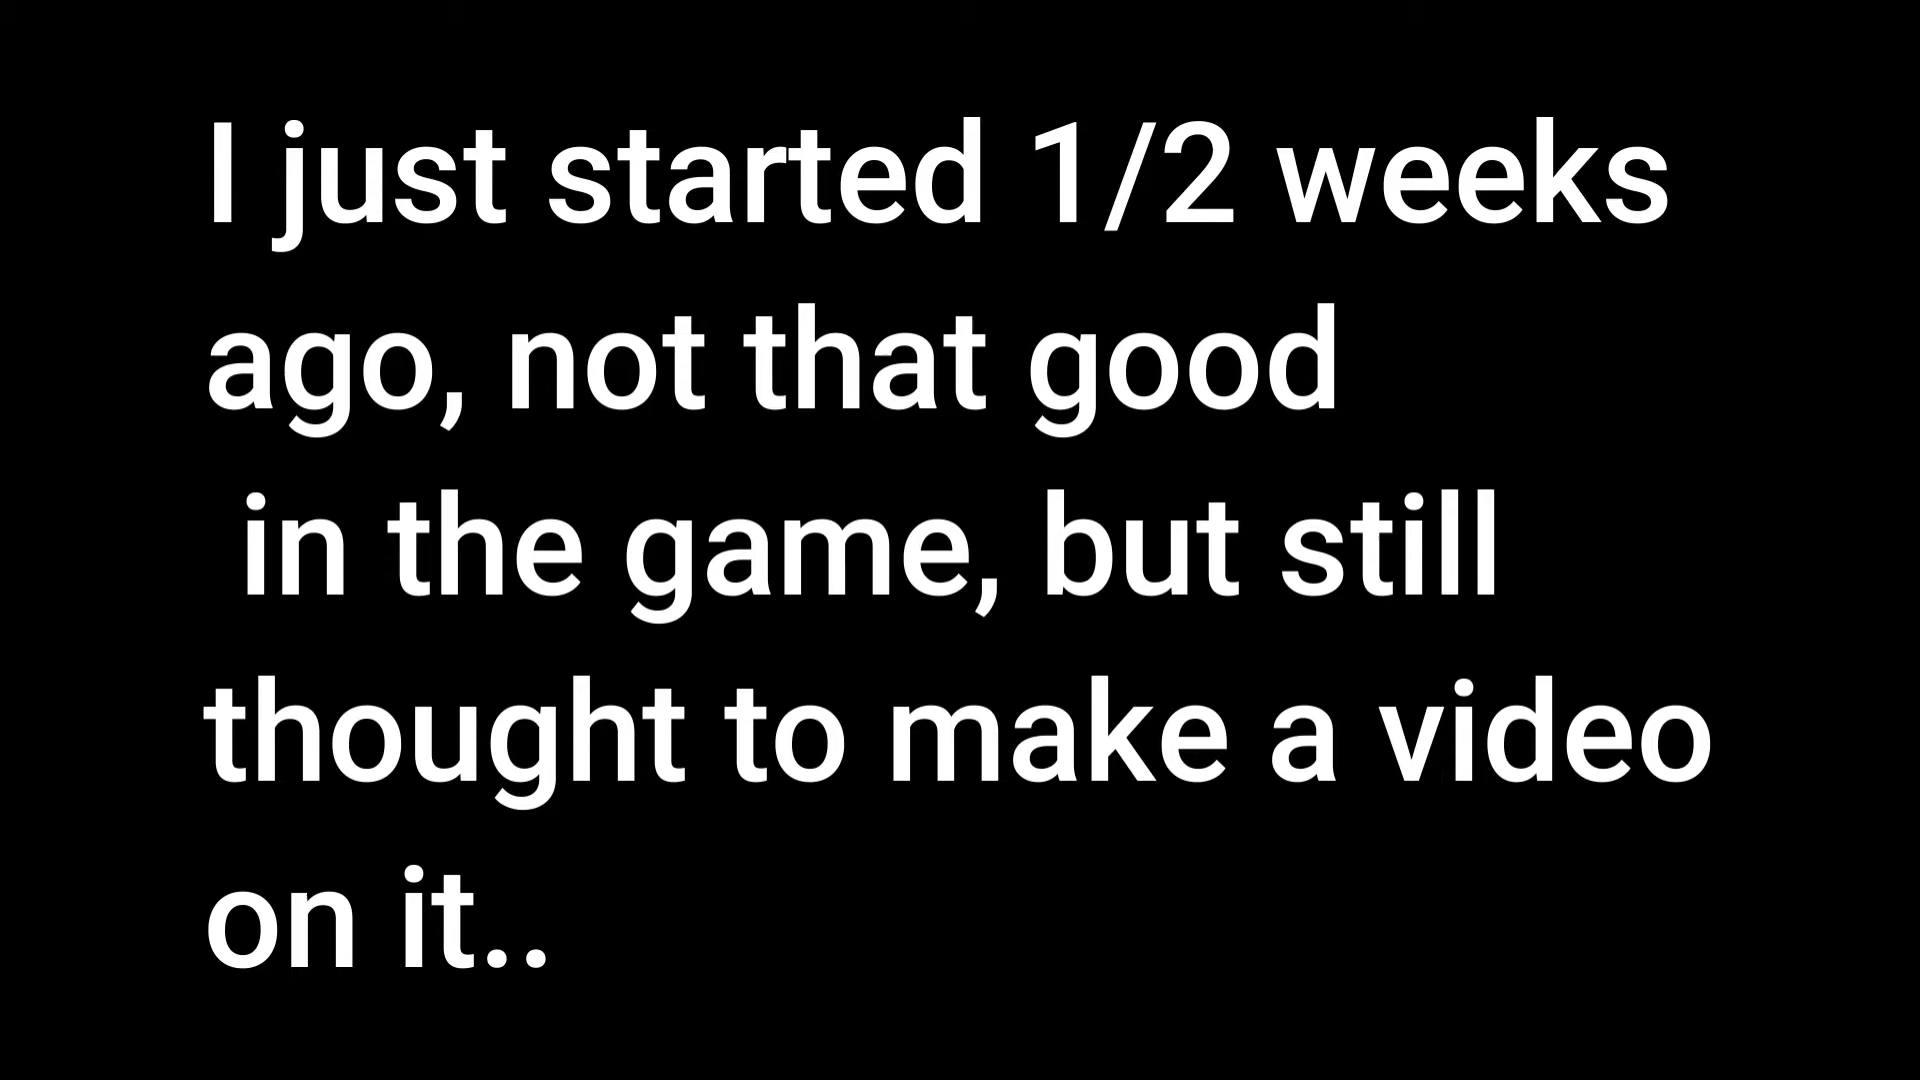 I just started 1/2 weeks
ago, not that good
in the game, but still
thought to make a video
on it..